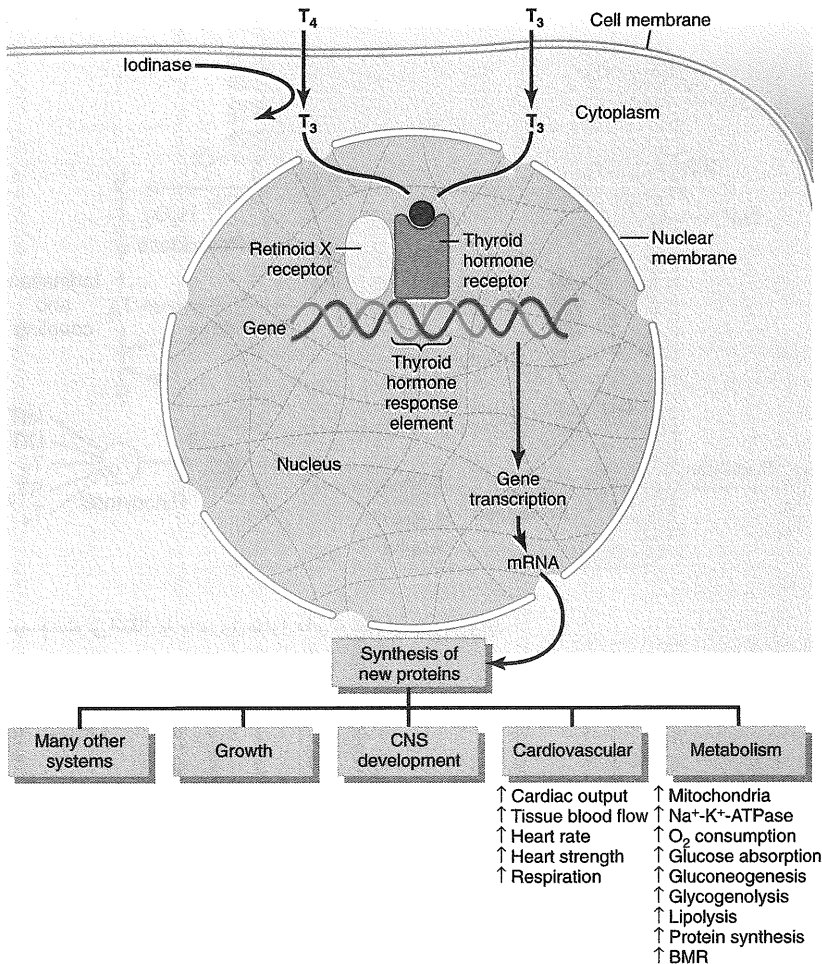 T4
T3
Cell membrane
Iodinase
T3
T3
Cytoplasm
Retinoid X
receptor
Thyroid
hormone
receptor
Nuclear
membrane
Gene
Thyroid
hormone
response
element
Nucleus
Gene
transcription
mRNA
Synthesis of
new proteins
Many other
systems
Growth
CNS
development
Cardiovascular
Metabolism
↑ Cardiac output
↑ Tissue blood flow
↑ Heart rate
↑ Heart strength
↑ Respiration
↑ Mitochondria
↑ Na⁺-K⁺-ATPase
↑ O₂ consumption
↑ Glucose absorption
↑ Gluconeogenesis
↑ Glycogenolysis
↑ Lipolysis
↑ Protein synthesis
↑ BMR